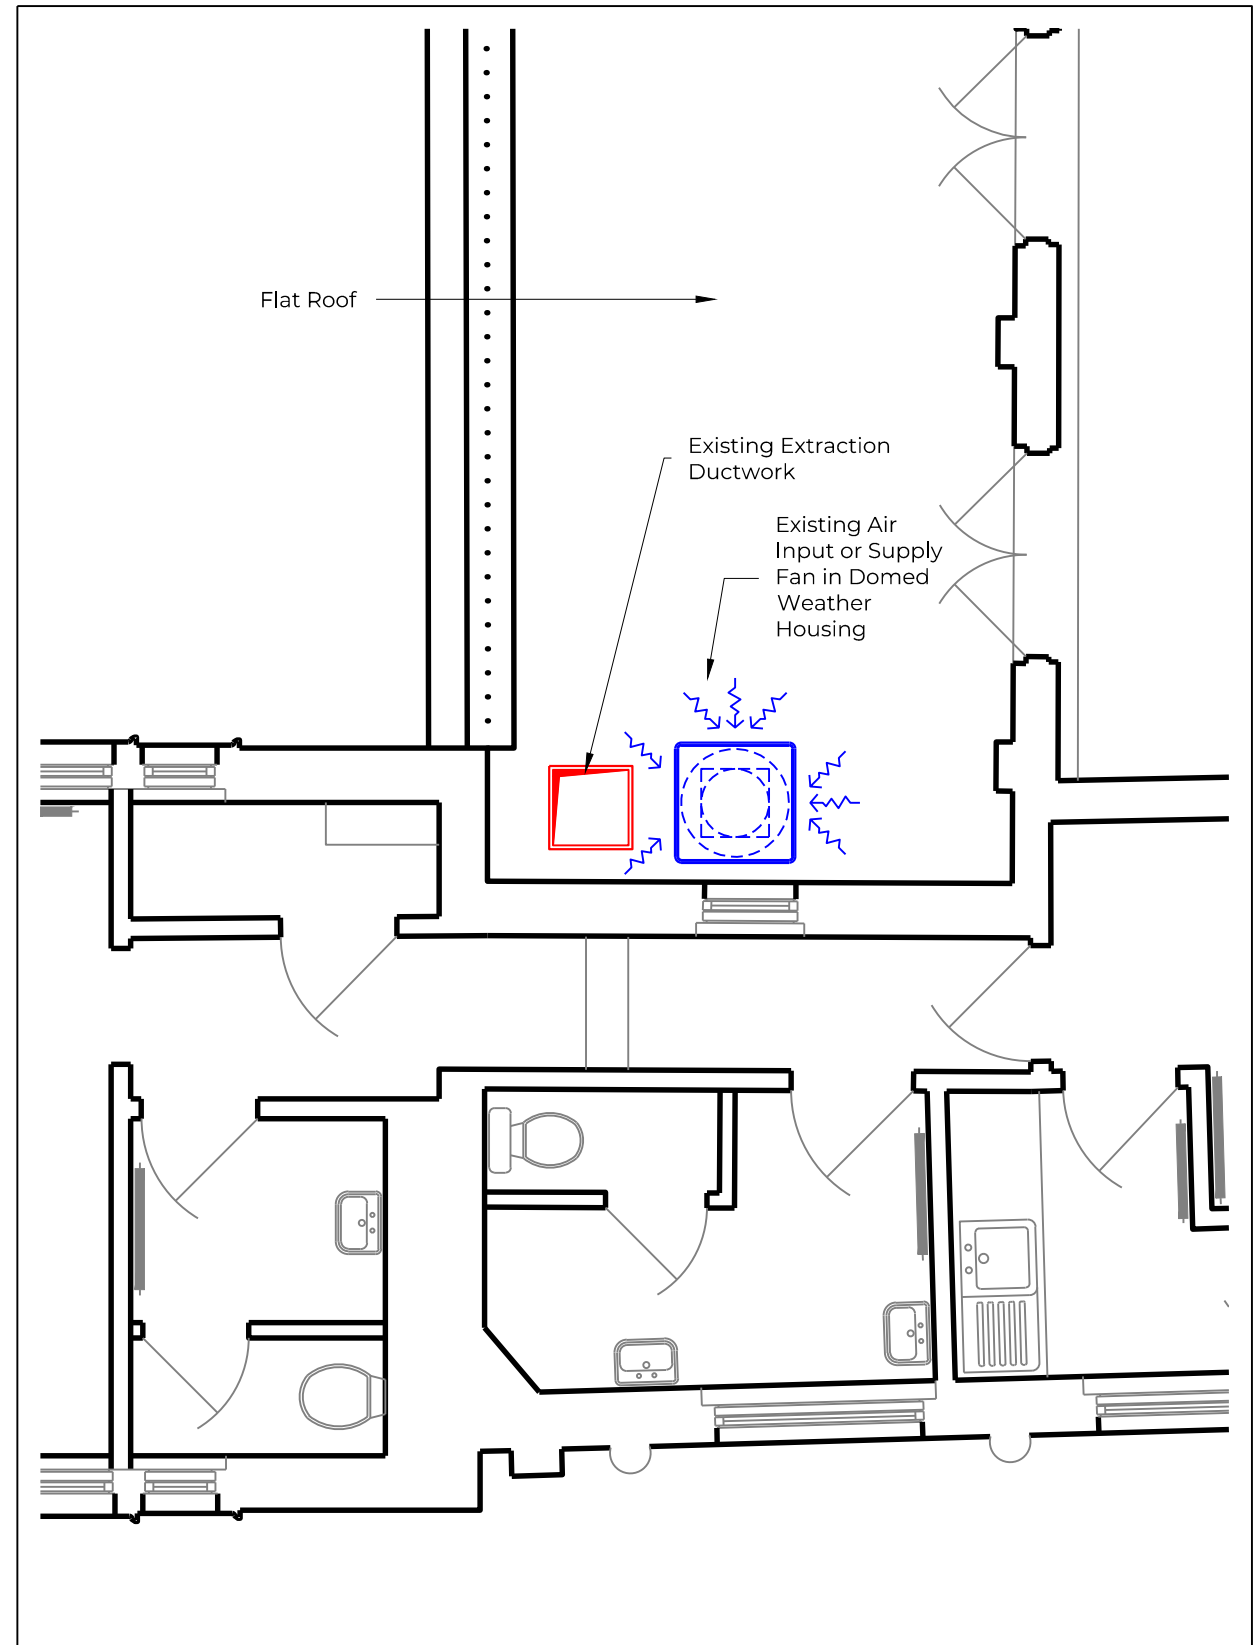 Flat Roof
Existing Extraction
Ductwork
Existing Air
Input or Supply
Fan in Domed
Weather
Housing